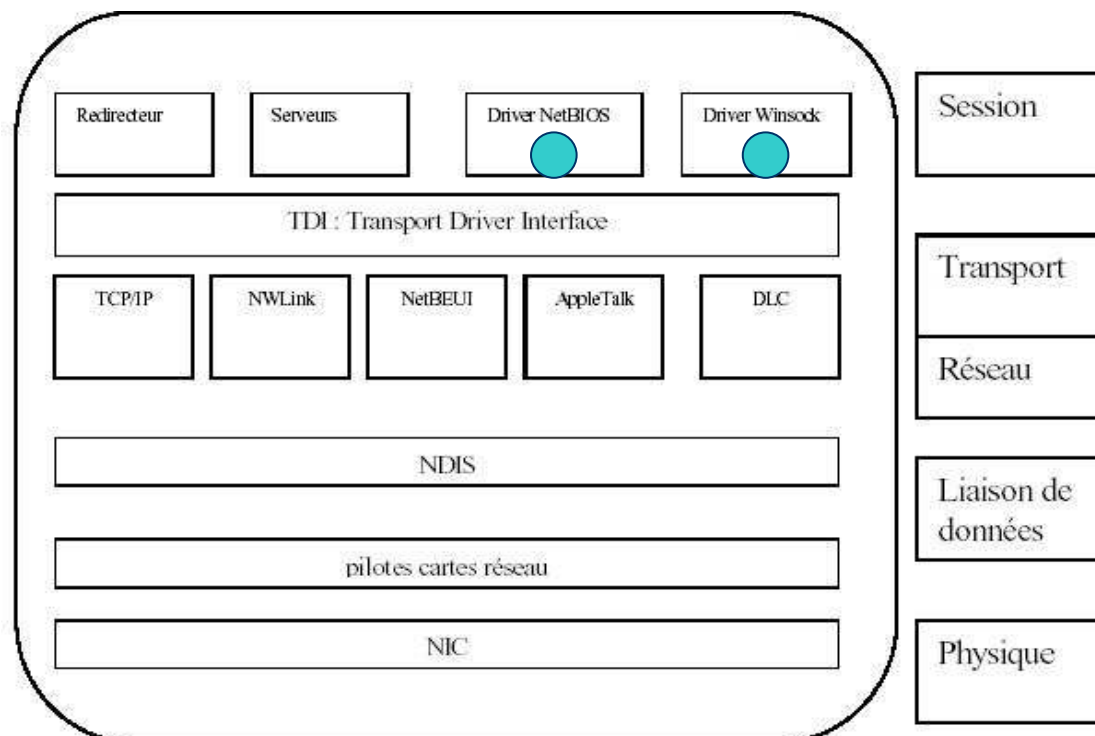 Redirecteur
Serveurs
Driver NetBIOS
Driver Winsock
Session
TDI : Transport Driver Interface
Transport
TCP/IP
NWLink
NetBEUI
AppleTalk
DLC
Réseau
NDIS
Liaison de
données
pilotes cartes réseau
NIC
Physique